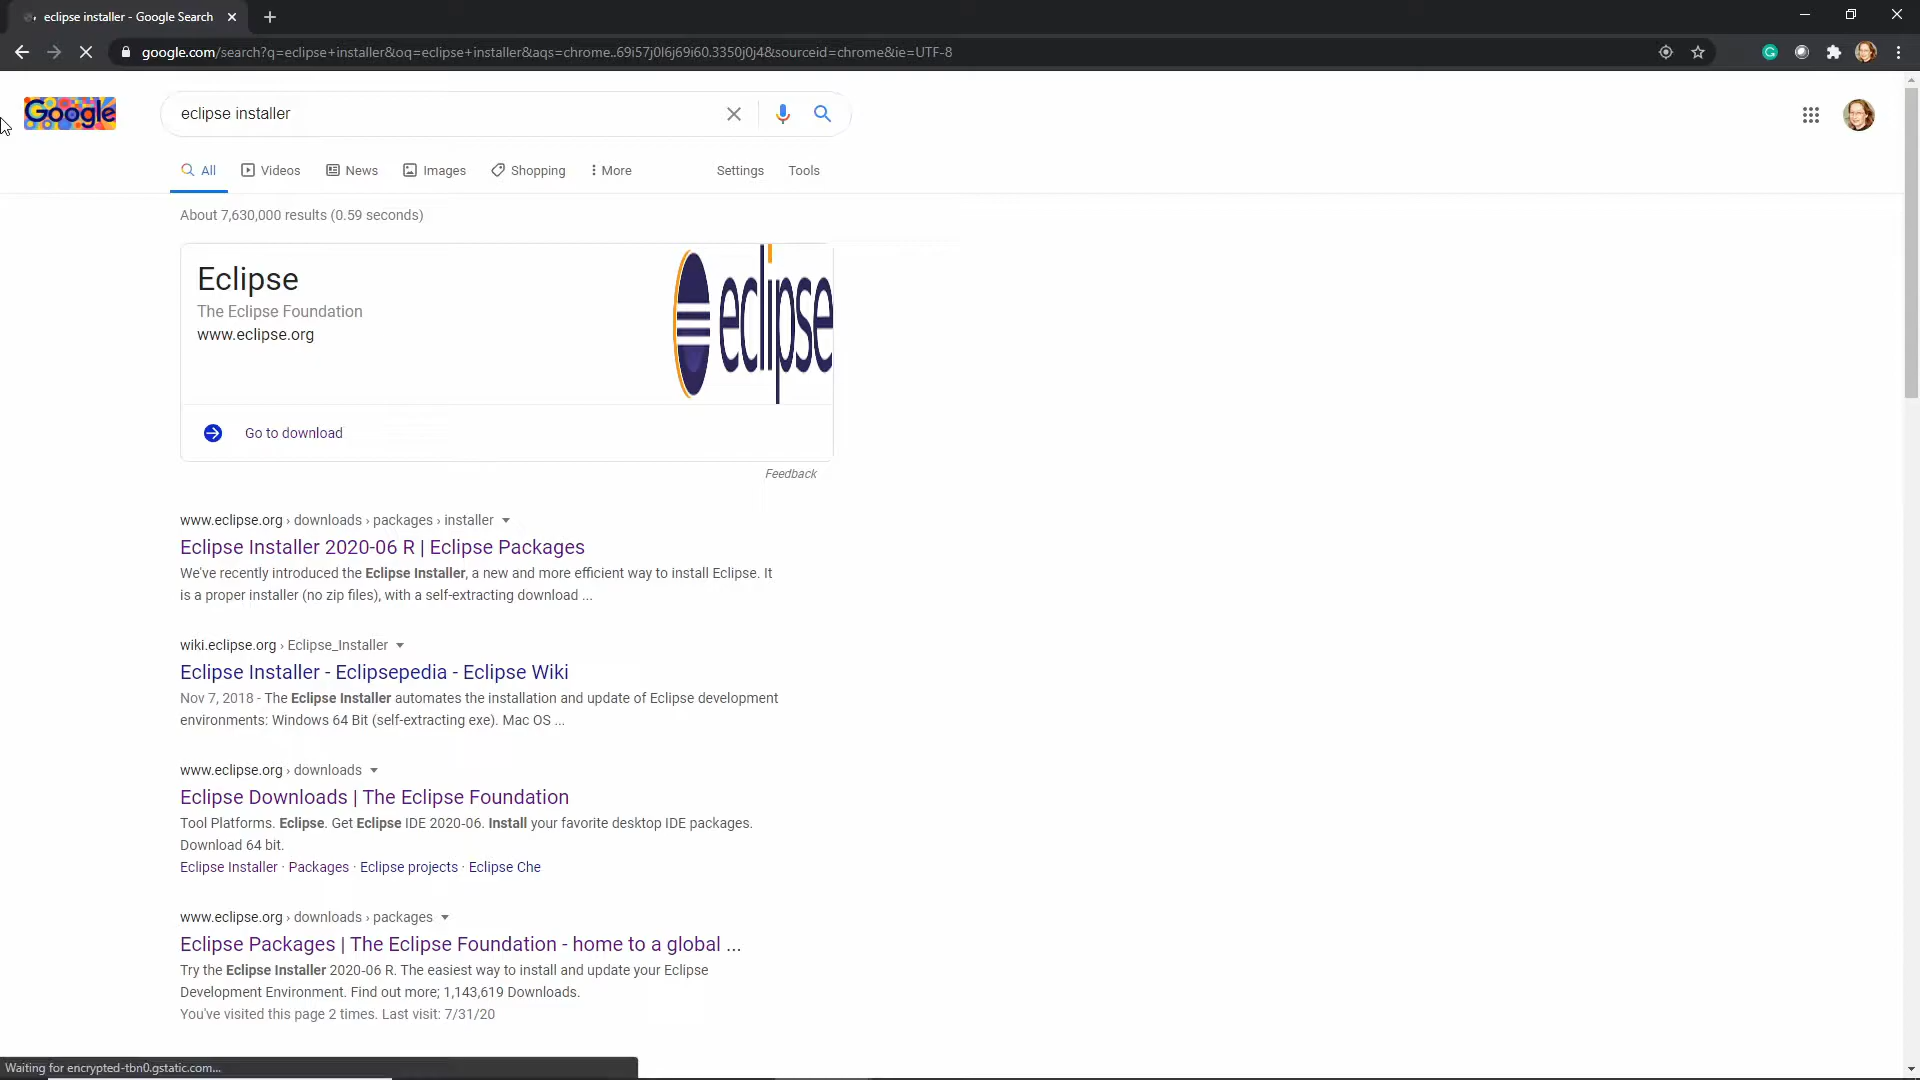 eclipse installer - Google Search
google.com/search?q=eclipse+installer&oq=eclipse+installer&aqs=chrome..69i57j0l6j69i60.3350j0j4&sourceid=chrome&ie=UTF-8
Google
eclipse installer
All Videos News Images Shopping More Settings Tools
About 7,630,000 results (0.59 seconds)
Eclipse
The Eclipse Foundation
www.eclipse.org
eclipse
Go to download
Feedback
www.eclipse.org › downloads › packages › installer
Eclipse Installer 2020-06 R | Eclipse Packages
We've recently introduced the Eclipse Installer, a new and more efficient way to install Eclipse. It
is a proper installer (no zip files), with a self-extracting download ...
wiki.eclipse.org › Eclipse_Installer
Eclipse Installer - Eclipsepedia - Eclipse Wiki
Nov 7, 2018 - The Eclipse Installer automates the installation and update of Eclipse development
environments: Windows 64 Bit (self-extracting exe). Mac OS ...
www.eclipse.org › downloads
Eclipse Downloads | The Eclipse Foundation
Tool Platforms. Eclipse. Get Eclipse IDE 2020-06. Install your favorite desktop IDE packages.
Download 64 bit.
Eclipse Installer · Packages · Eclipse projects · Eclipse Che
www.eclipse.org › downloads › packages
Eclipse Packages | The Eclipse Foundation - home to a global ...
Try the Eclipse Installer 2020-06 R. The easiest way to install and update your Eclipse
Development Environment. Find out more; 1,143,619 Downloads.
You've visited this page 2 times. Last visit: 7/31/20
Waiting for encrypted-tbn0.gstatic.com...